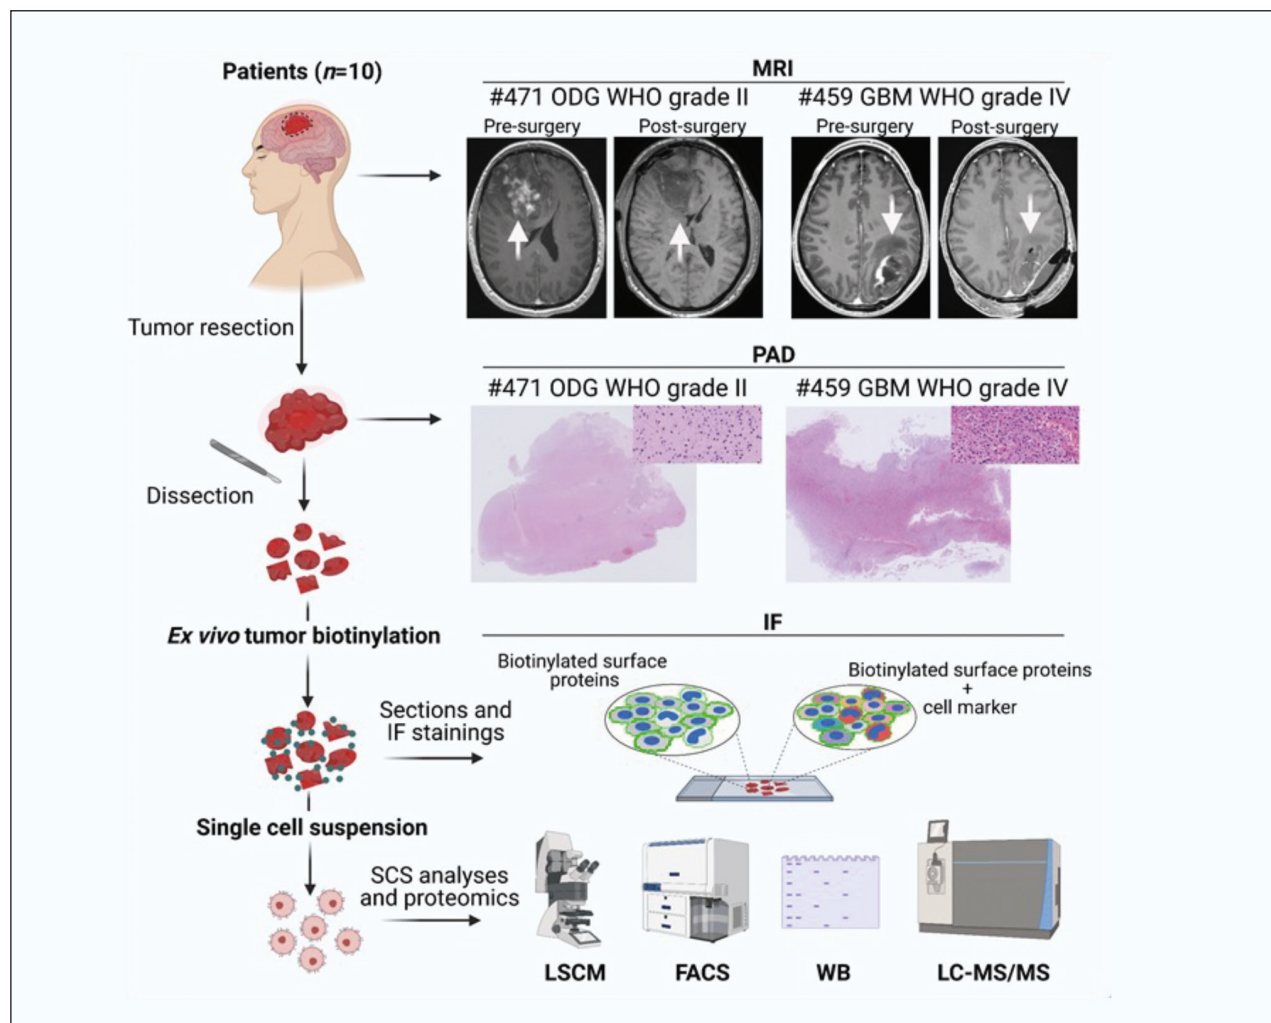 Patients (n=10)
MRI
#471 ODG WHO grade II
#459 GBM WHO grade IV
Pre-surgery
Post-surgery
Pre-surgery
Post-surgery
Tumor resection
PAD
#471 ODG WHO grade II
#459 GBM WHO grade IV
Dissection
Ex vivo tumor biotinylation
IF
Biotinylated surface
proteins
Biotinylated surface proteins
+
cell marker
Sections and
IF stainings
Single cell suspension
SCS analyses
and proteomics
LSCM
FACS
WB
LC-MS/MS